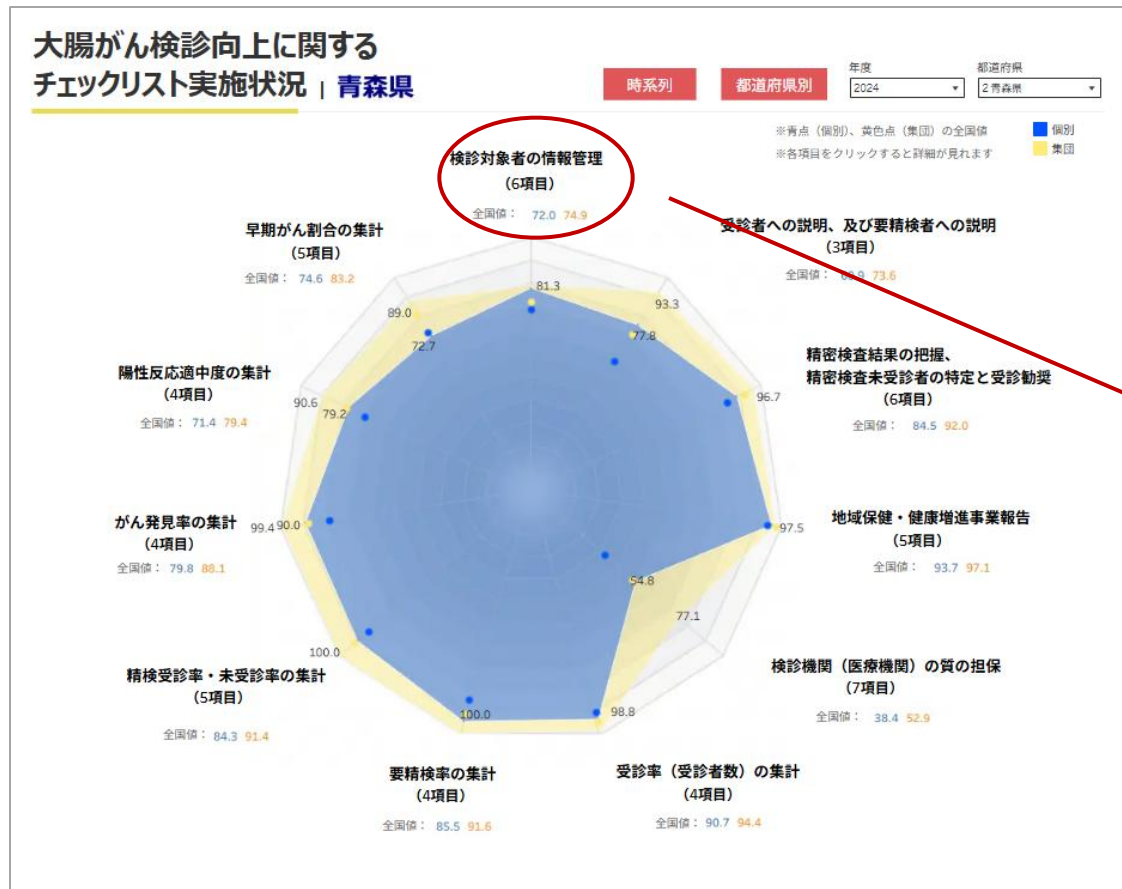 大腸がん検診向上に関する
チェックリスト実施状況 | 青森県
時系列
都道府県別
年度
2024
都道府県
2 青森県
※青点(個別)、黄色点(集団)の全国値
※各項目をクリックすると詳細が見れます
個別
集団
検診対象者の情報管理
(6項目)
全国値: 72.0 74.9
受診者への説明、及び要精検者への説明
(3項目)
全国値: 73.6
精密検査結果の把握、
精密検査未受診者の特定と受診勧奨
(6項目)
全国値: 84.5 92.0
地域保健・健康増進事業報告
(5項目)
全国値: 93.7 97.1
検診機関(医療機関)の質の担保
(7項目)
全国値: 38.4 52.9
受診率(受診者数)の集計
(4項目)
全国値: 90.7 94.4
要精検率の集計
(4項目)
全国値: 85.5 91.6
精検受診率・未受診率の集計
(5項目)
全国値: 84.3 91.4
がん発見率の集計
(4項目)
全国値: 79.8 88.1
陽性反応適中度の集計
(4項目)
全国値: 71.4 79.4
早期がん割合の集計
(5項目)
全国値: 74.6 83.2
81.3
93.3
77.8
96.7
97.5
54.8
77.1
98.8
100.0
100.0
99.4
90.0
90.6
79.2
89.0
72.7